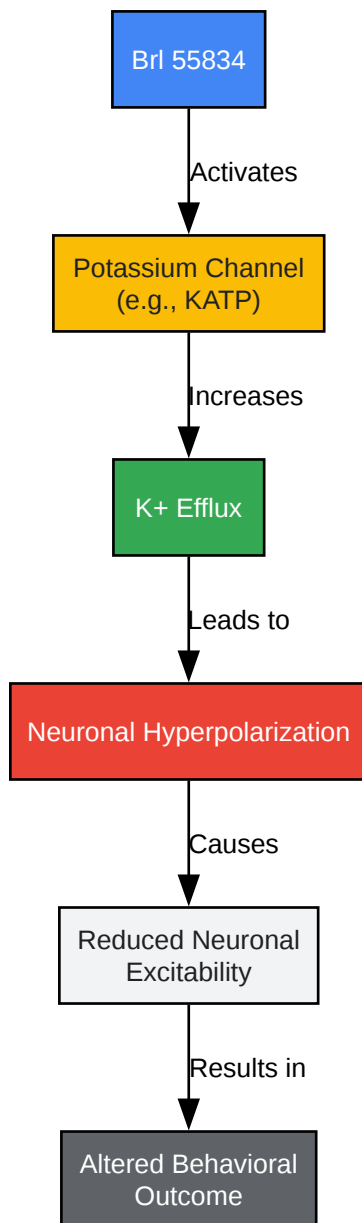 Brl 55834
Activates
Potassium Channel
(e.g., KATP)
Increases
K+ Efflux
Leads to
Neuronal Hyperpolarization
Causes
Reduced Neuronal
Excitability
Results in
Altered Behavioral
Outcome